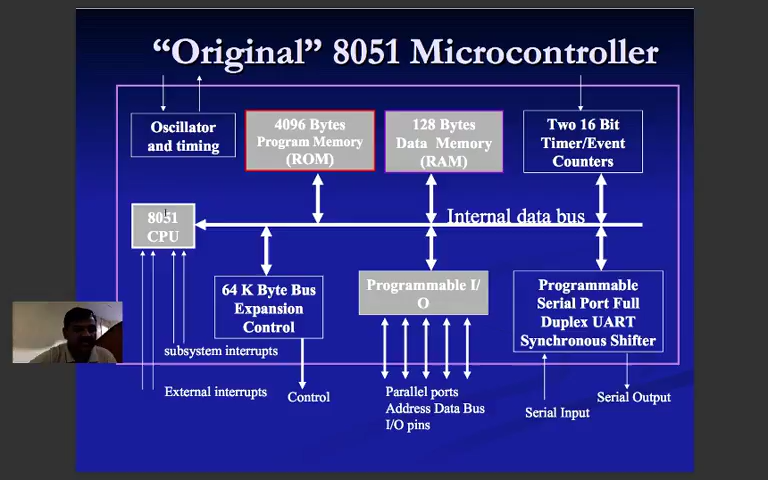 “Original” 8051 Microcontroller
Oscillator
and timing
4096 Bytes
Program Memory
(ROM)
128 Bytes
Data Memory
(RAM)
Two 16 Bit
Timer/Event
Counters
8051
CPU
Internal data bus
64 K Byte Bus
Expansion
Control
Programmable I/
O
Programmable
Serial Port Full
Duplex UART
Synchronous Shifter
subsystem interrupts
External interrupts
Control
Parallel ports
Address Data Bus
I/O pins
Serial Input
Serial Output